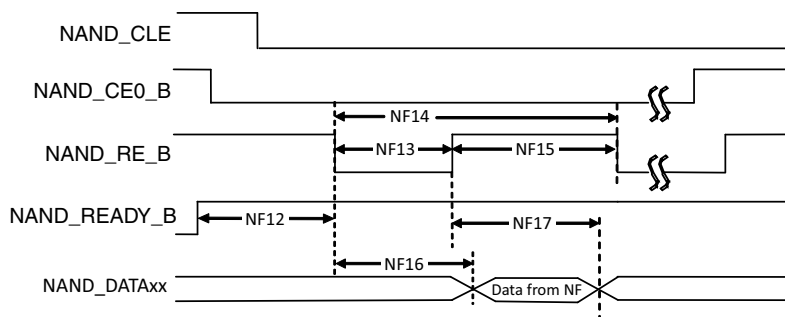 NAND_CLE
NAND_CE0_B
NF14
NAND_RE_B
NF13
NF15
NAND_READY_B
NF12
NF17
NF16
NAND_DATAxx
Data from NF